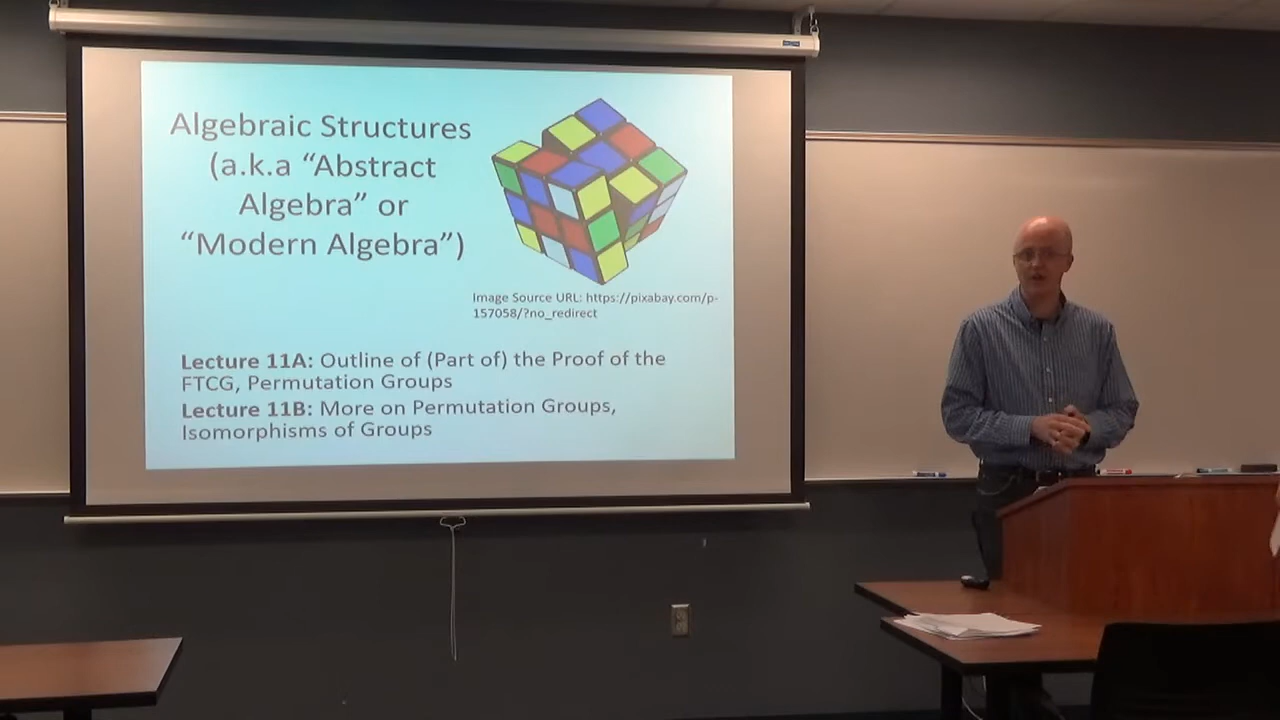 Algebraic Structures
(a.k.a “Abstract
Algebra” or
“Modern Algebra”)
Image Source URL: https://pixabay.com/p-
157058/?no_redirect
Lecture 11A: Outline of (Part of) the Proof of the
FTCG, Permutation Groups
Lecture 11B: More on Permutation Groups,
Isomorphisms of Groups